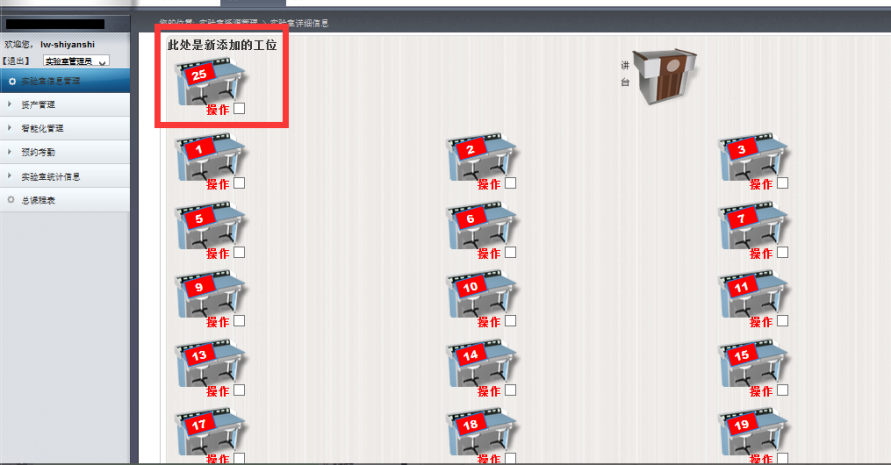 您的位置: 实验室资源管理 > 实验室详细信息
欢迎您, lw-shiyanshi
【退出】 实验室管理员
实验室信息管理
资产管理
智能化管理
预约考勤
实验室统计信息
总课程表
此处是新添加的工位
讲台
25
操作
1
操作
2
操作
3
操作
5
操作
6
操作
7
操作
9
操作
10
操作
11
操作
13
操作
14
操作
15
操作
17
操作
18
操作
19
操作